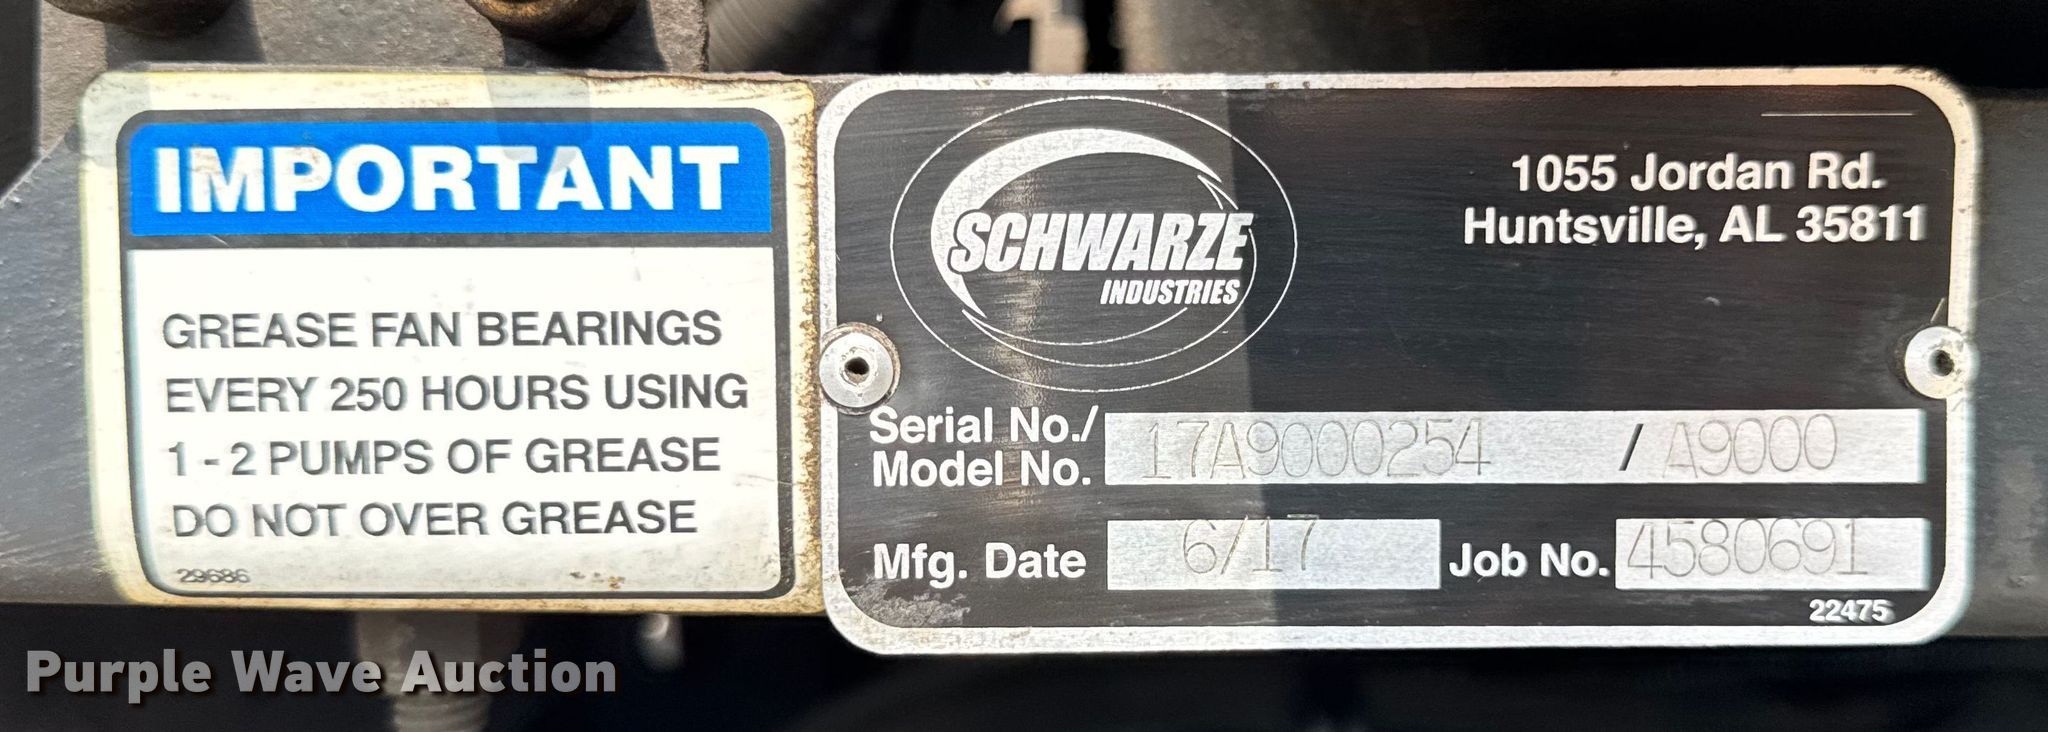 IMPORTANT
GREASE FAN BEARINGS
EVERY 250 HOURS USING
1 - 2 PUMPS OF GREASE
DO NOT OVER GREASE
29686
SCHWARZE
INDUSTRIES
1055 Jordan Rd.
Huntsville, AL 35811
Serial No./
Model No.
17A9000254 / A9000
Mfg. Date 6/17 Job No. 4580691
22475
Purple Wave Auction